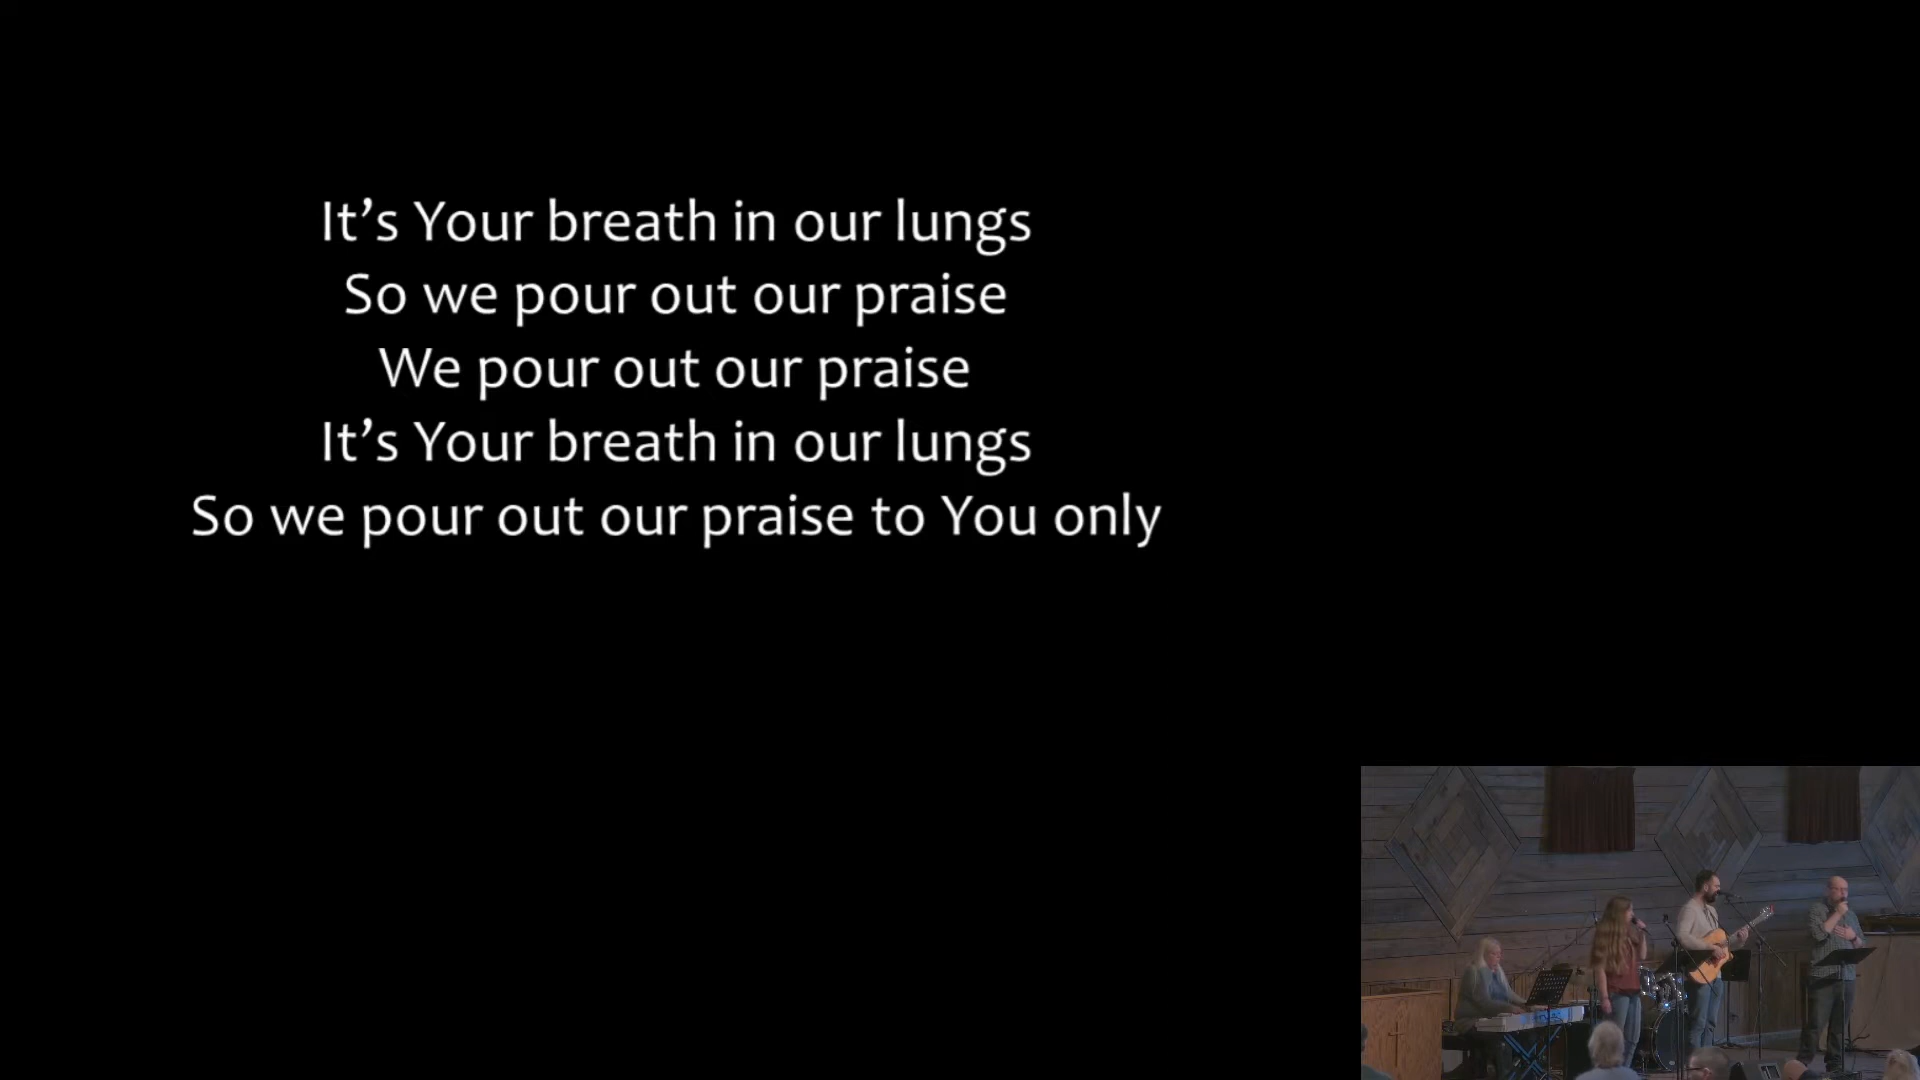 It’s Your breath in our lungs
So we pour out our praise
We pour out our praise
It’s Your breath in our lungs
So we pour out our praise to You only